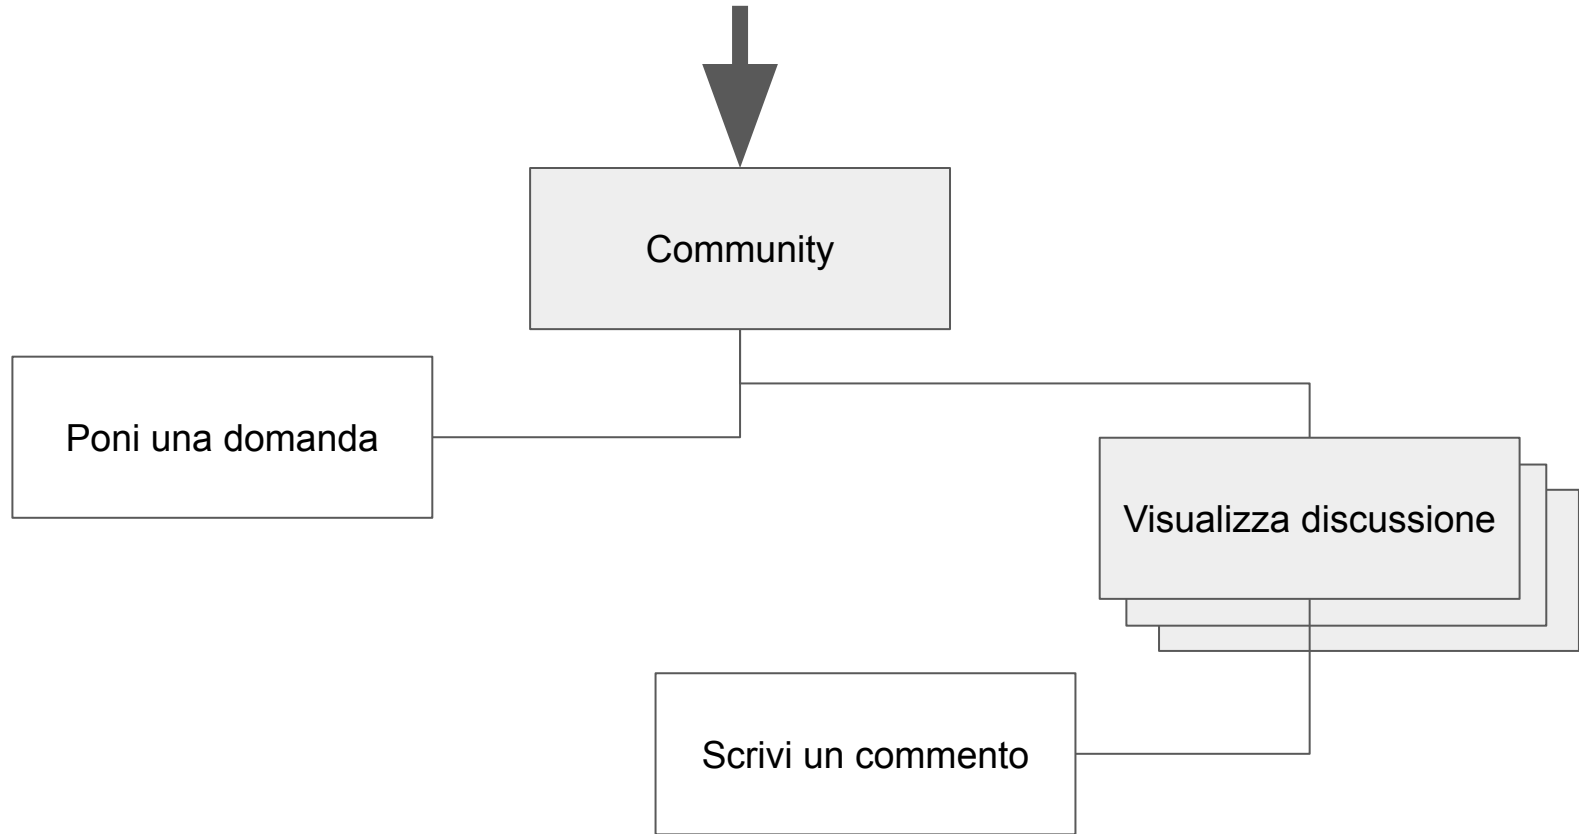 Community
Poni una domanda
Visualizza discussione
Scrivi un commento